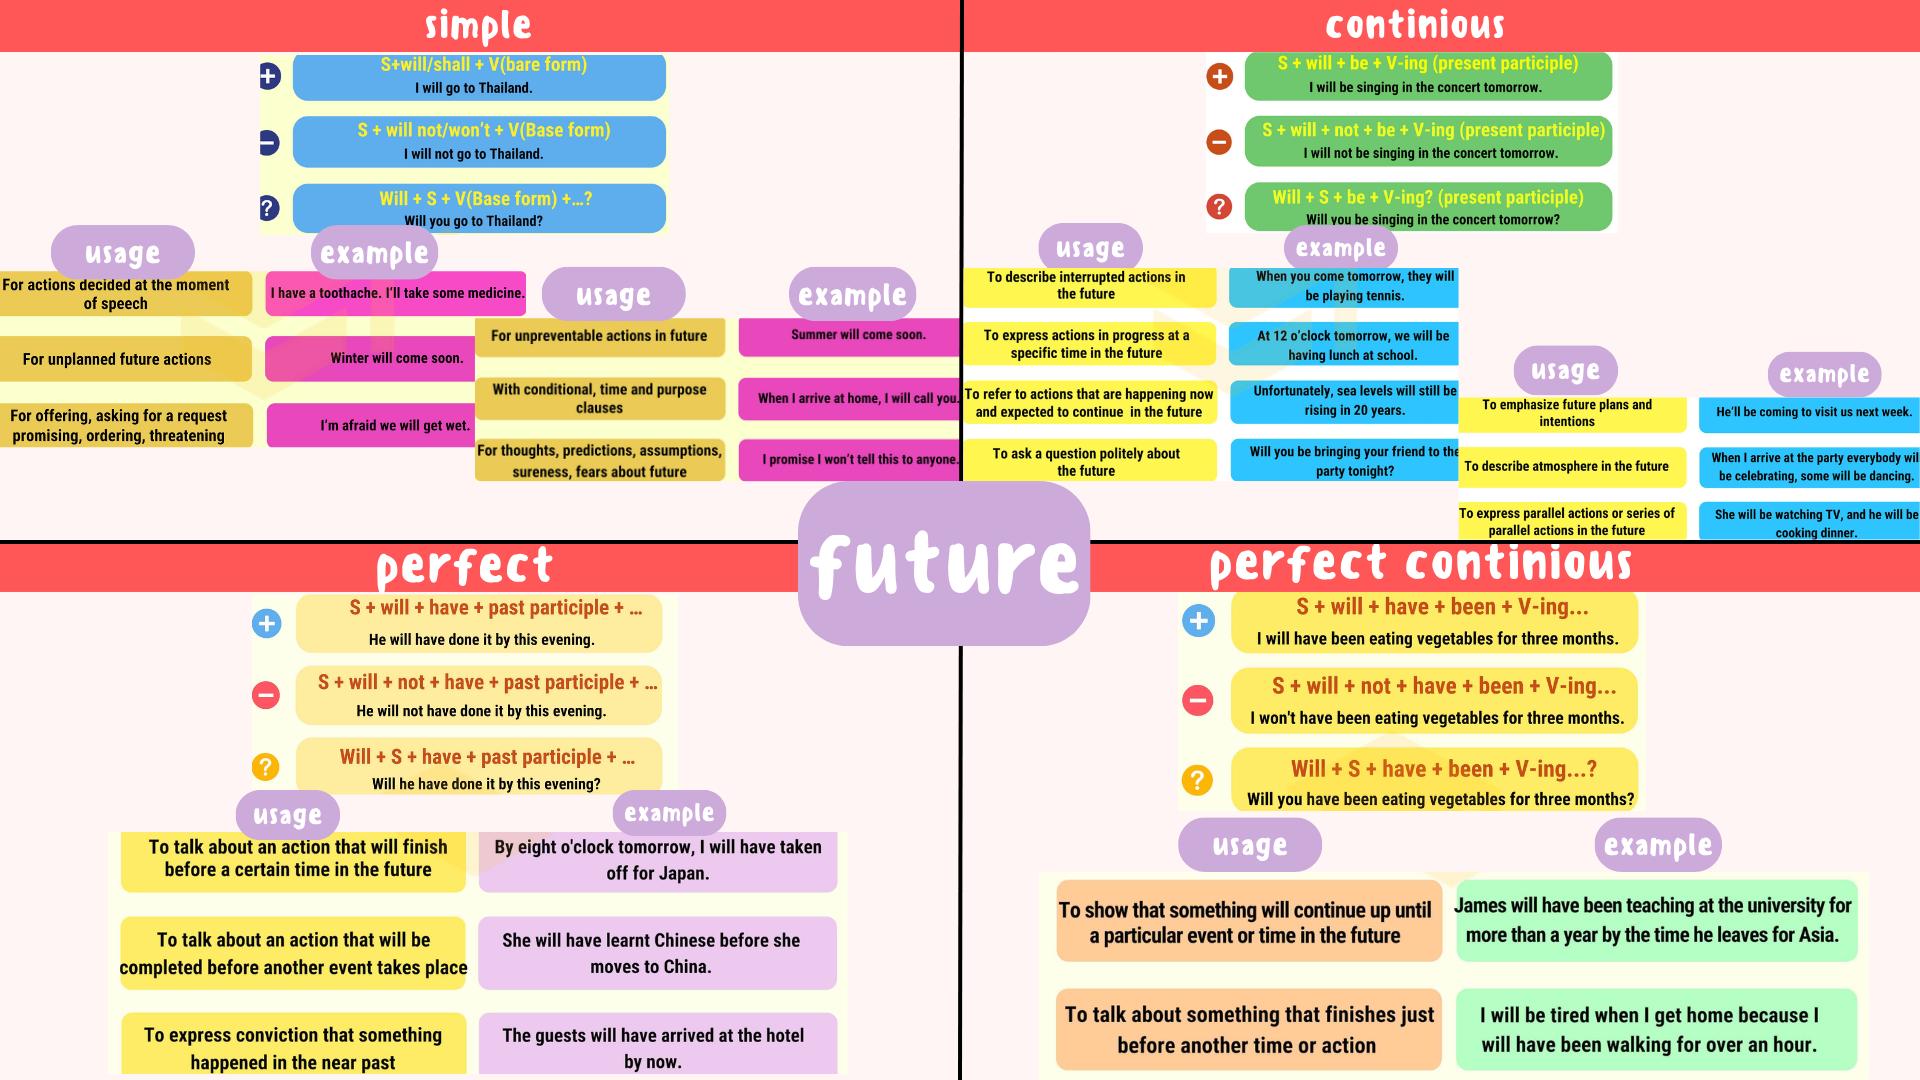 simple
S+will/shall + V(bare form)
I will go to Thailand.
S + will not/won't + V(Base form)
I will not go to Thailand.
Will + S + V(Base form) +...?
Will you go to Thailand?
usage
example
For actions decided at the moment
of speech
I have a toothache. I'll take some medicine.
For unplanned future actions
Winter will come soon.
For offering, asking for a request
promising, ordering, threatening
I'm afraid we will get wet.
usage
example
For unpreventable actions in future
Summer will come soon.
With conditional, time and purpose
clauses
When I arrive at home, I will call you.
For thoughts, predictions, assumptions,
sureness, fears about future
I promise I won't tell this to anyone.
continious
S + will + be + V-ing (present participle)
I will be singing in the concert tomorrow.
S + will + not + be + V-ing (present participle)
I will not be singing in the concert tomorrow.
Will + S + be + V-ing? (present participle)
Will you be singing in the concert tomorrow?
usage
example
To describe interrupted actions in
the future
When you come tomorrow, they will
be playing tennis.
To express actions in progress at a
specific time in the future
At 12 o'clock tomorrow, we will be
having lunch at school.
To refer to actions that are happening now
and expected to continue in the future
Unfortunately, sea levels will still be
rising in 20 years.
To ask a question politely about
the future
Will you be bringing your friend to the
party tonight?
usage
example
To emphasize future plans and
intentions
He'll be coming to visit us next week.
To describe atmosphere in the future
When I arrive at the party everybody wil
be celebrating, some will be dancing.
To express parallel actions or series of
parallel actions in the future
She will be watching TV, and he will be
cooking dinner.
future
perfect
S + will + have + past participle + ...
He will have done it by this evening.
S + will + not + have + past participle + ...
He will not have done it by this evening.
Will + S + have + past participle + ...
Will he have done it by this evening?
usage
example
To talk about an action that will finish
before a certain time in the future
By eight o'clock tomorrow, I will have taken
off for Japan.
To talk about an action that will be
completed before another event takes place
She will have learnt Chinese before she
moves to China.
To express conviction that something
happened in the near past
The guests will have arrived at the hotel
by now.
perfect continious
S + will + have + been + V-ing...
I will have been eating vegetables for three months.
S + will + not + have + been + V-ing...
I won't have been eating vegetables for three months.
Will + S + have + been + V-ing...?
Will you have been eating vegetables for three months?
usage
example
To show that something will continue up until
a particular event or time in the future
James will have been teaching at the university for
more than a year by the time he leaves for Asia.
To talk about something that finishes just
before another time or action
I will be tired when I get home because I
will have been walking for over an hour.